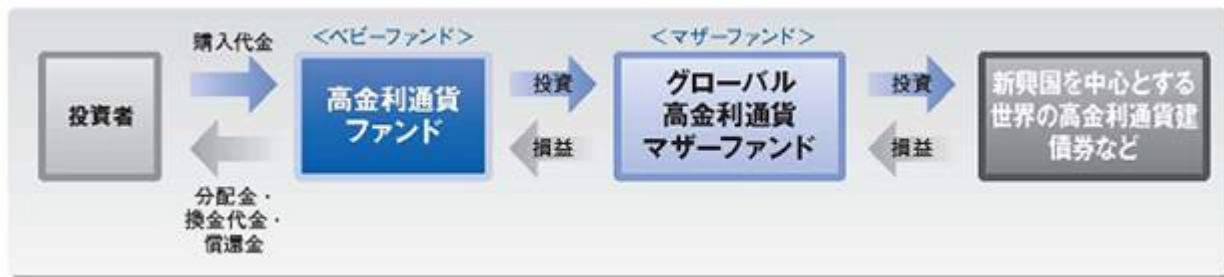 購入代金
<ベビーファンド>
<マザーファンド>
投資者
高金利通貨
ファンド
投資
グローバル
高金利通貨
マザーファンド
投資
新興国を中心とする
世界の高金利通貨建
債券など
損益
損益
分配金・
換金代金・
償還金